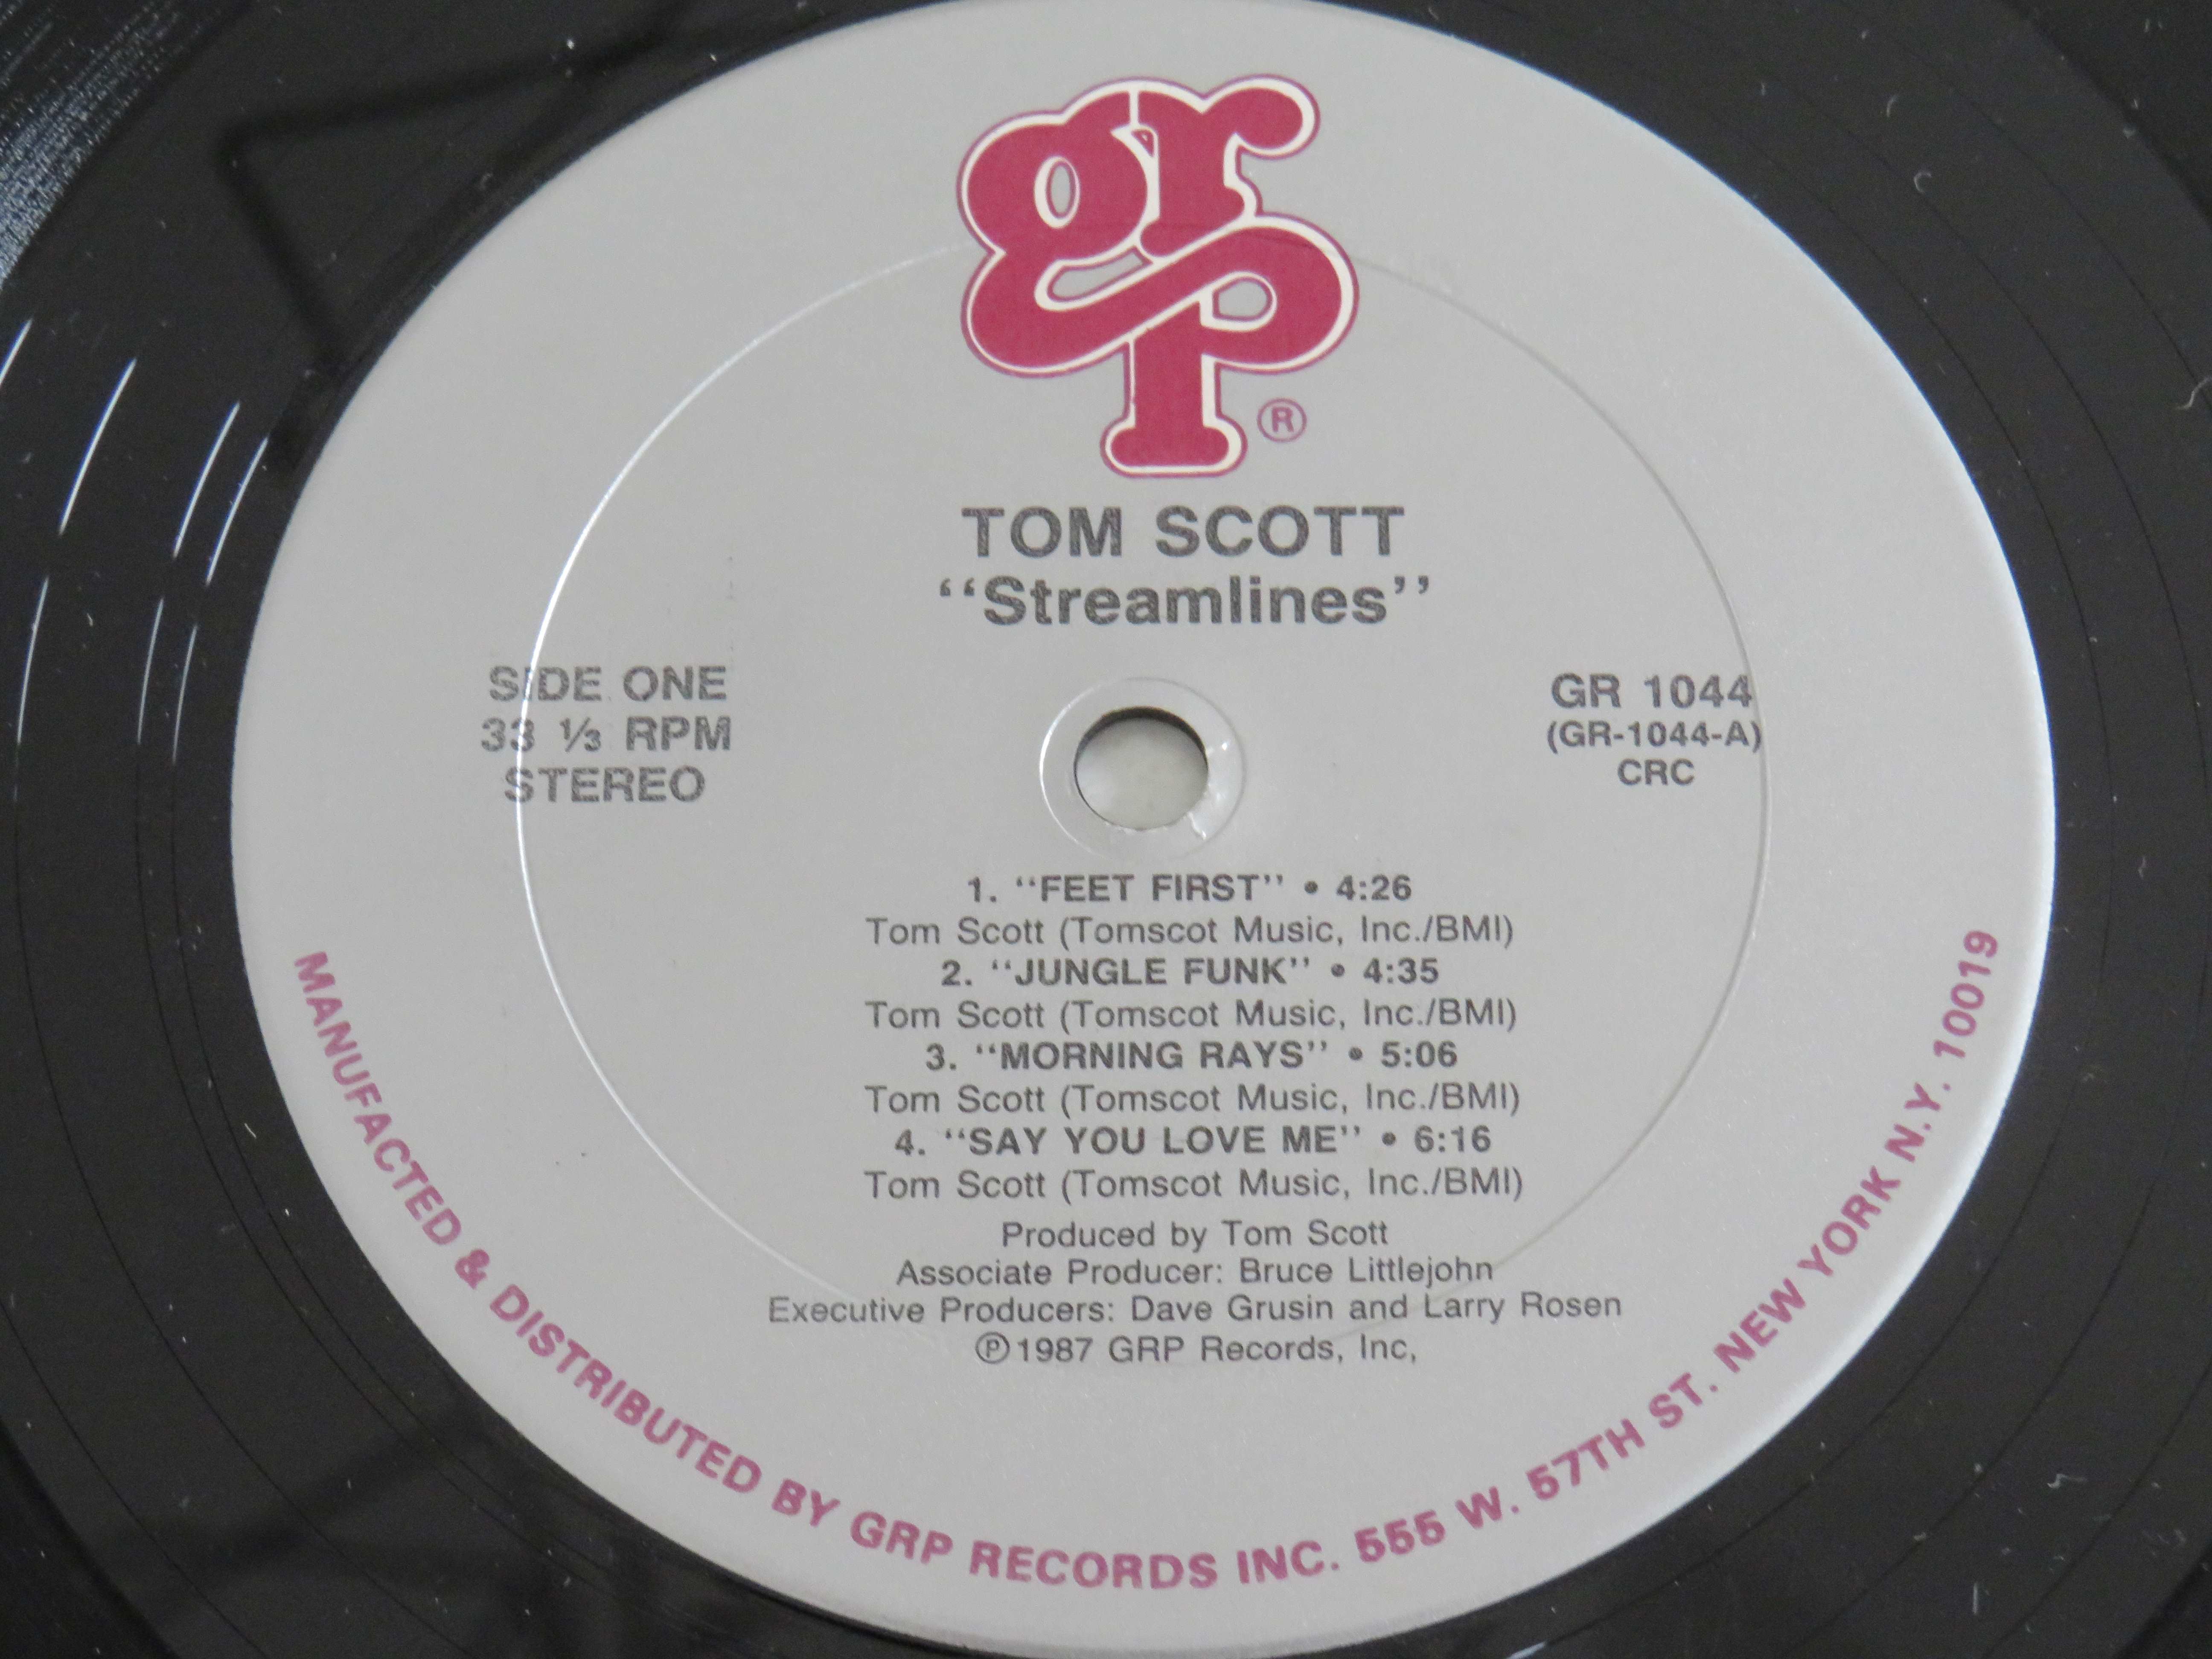 grp®
TOM SCOTT
‘‘Streamlines’’
SIDE ONE
33 ⅓ RPM
STEREO
GR 1044
(GR-1044-A)
CRC
1. ‘‘FEET FIRST’’ • 4:26
Tom Scott (Tomscot Music, Inc./BMI)
2. ‘‘JUNGLE FUNK’’ • 4:35
Tom Scott (Tomscot Music, Inc./BMI)
3. ‘‘MORNING RAYS’’ • 5:06
Tom Scott (Tomscot Music, Inc./BMI)
4. ‘‘SAY YOU LOVE ME’’ • 6:16
Tom Scott (Tomscot Music, Inc./BMI)
Produced by Tom Scott
Associate Producer: Bruce Littlejohn
Executive Producers: Dave Grusin and Larry Rosen
℗1987 GRP Records, Inc,
MANUFACTED & DISTRIBUTED BY GRP RECORDS INC. 555 W. 57TH ST. NEW YORK N.Y. 10019